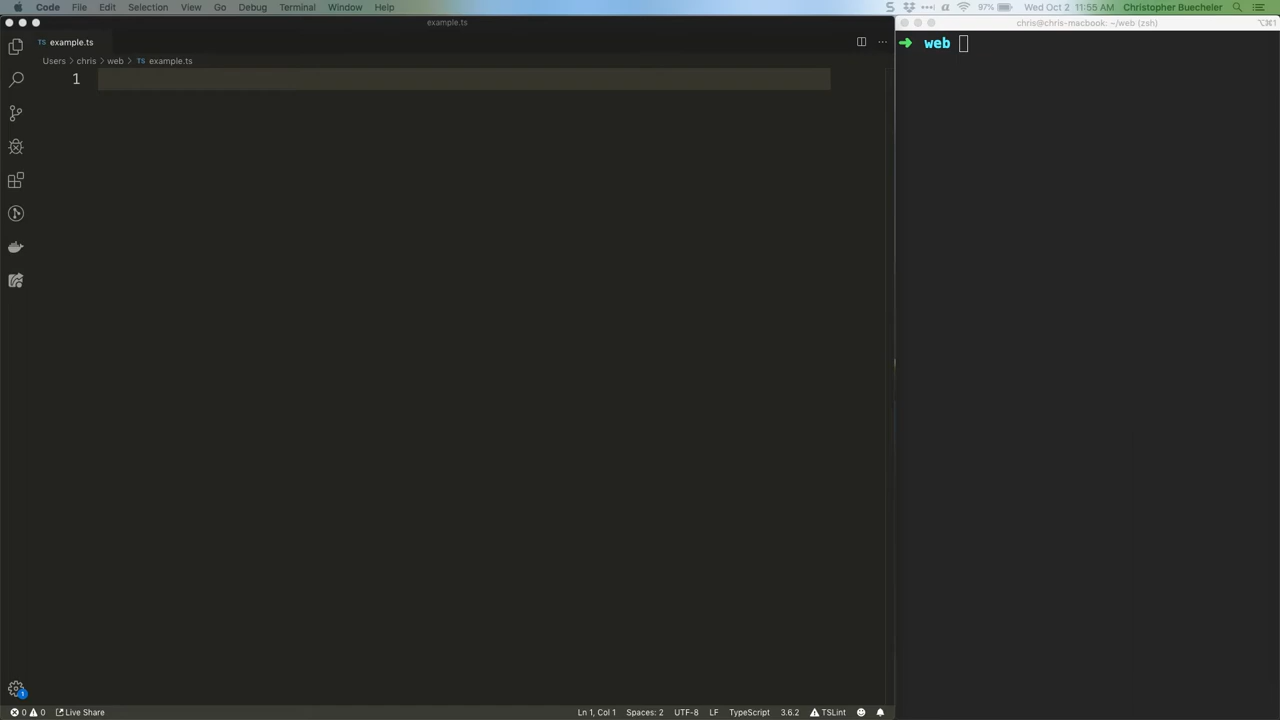 Code File Edit Selection View Go Debug Terminal Window Help
97% Wed Oct 2 11:55 AM Christopher Buecheler
example.ts
example.ts
Users > chris > web > TS example.ts
1
0 0 Live Share
Ln 1, Col 1 Spaces: 2 UTF-8 LF TypeScript 3.6.2 TSLint
chris@chris-macbook: ~/web (zsh) ⌥⌘1
➜ web